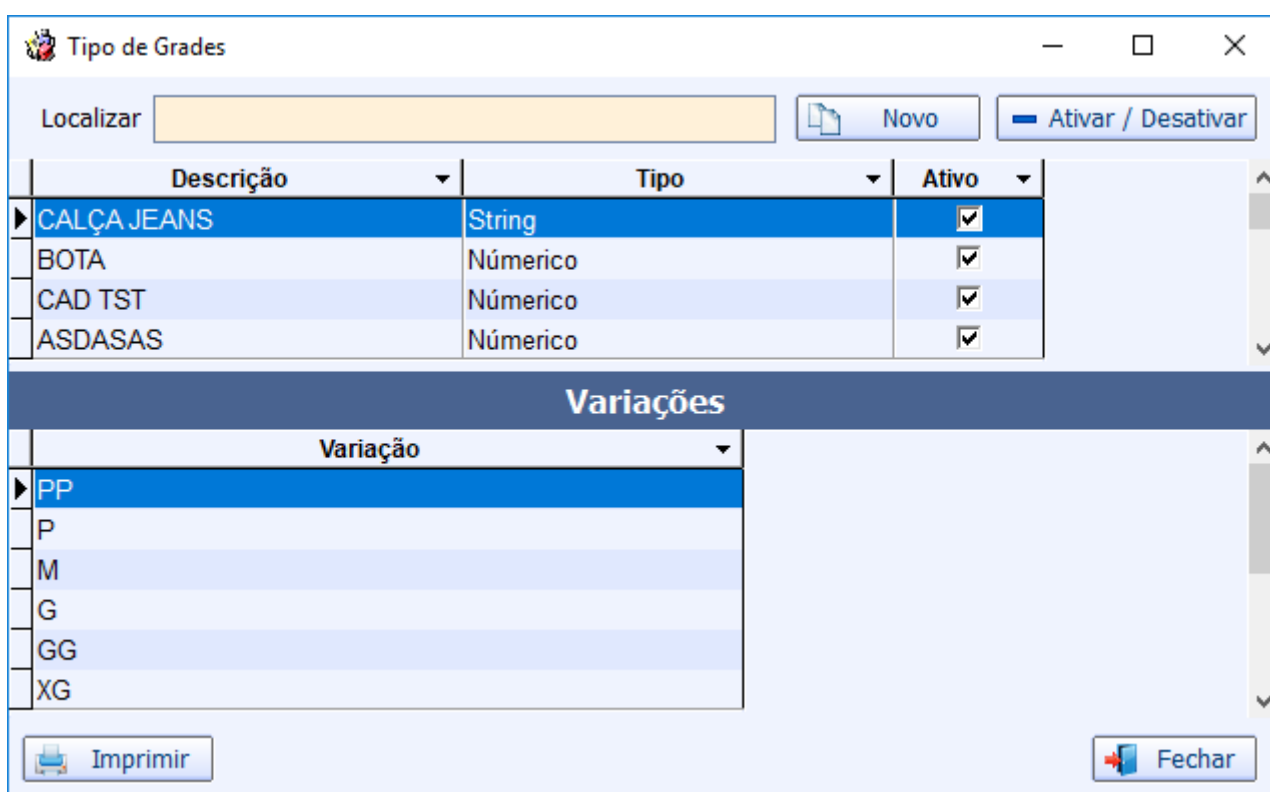 Tipo de Grades
Localizar Novo Ativar / Desativar
Descrição Tipo Ativo
CALÇA JEANS String
BOTA Númerico
CAD TST Númerico
ASDASAS Númerico
Variações
Variação
PP
P
M
G
GG
XG
Imprimir Fechar